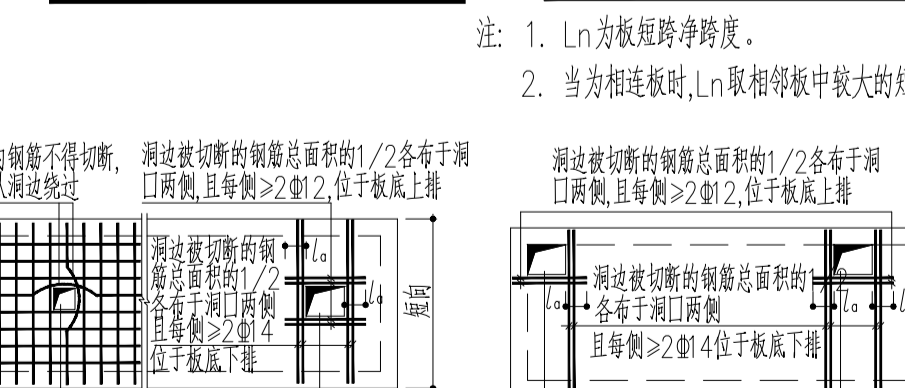 注: 1. Ln为板短跨净跨度。
2. 当为相连板时,Ln取相邻板中较大的短
的钢筋不得切断,
从洞边绕过
洞边被切断的钢筋总面积的1/2各布于洞
口两侧,且每侧≥2Φ12,位于板底上排
洞边被切断的钢
筋总面积的1/2
各布于洞口两侧
且每侧≥2Φ14
位于板底下排
la
la
短向
洞边被切断的钢筋总面积的1/2各布于洞
口两侧,且每侧≥2Φ12,位于板底上排
la
洞边被切断的钢筋总面积的1/2
各布于洞口两侧
且每侧≥2Φ14位于板底下排
la